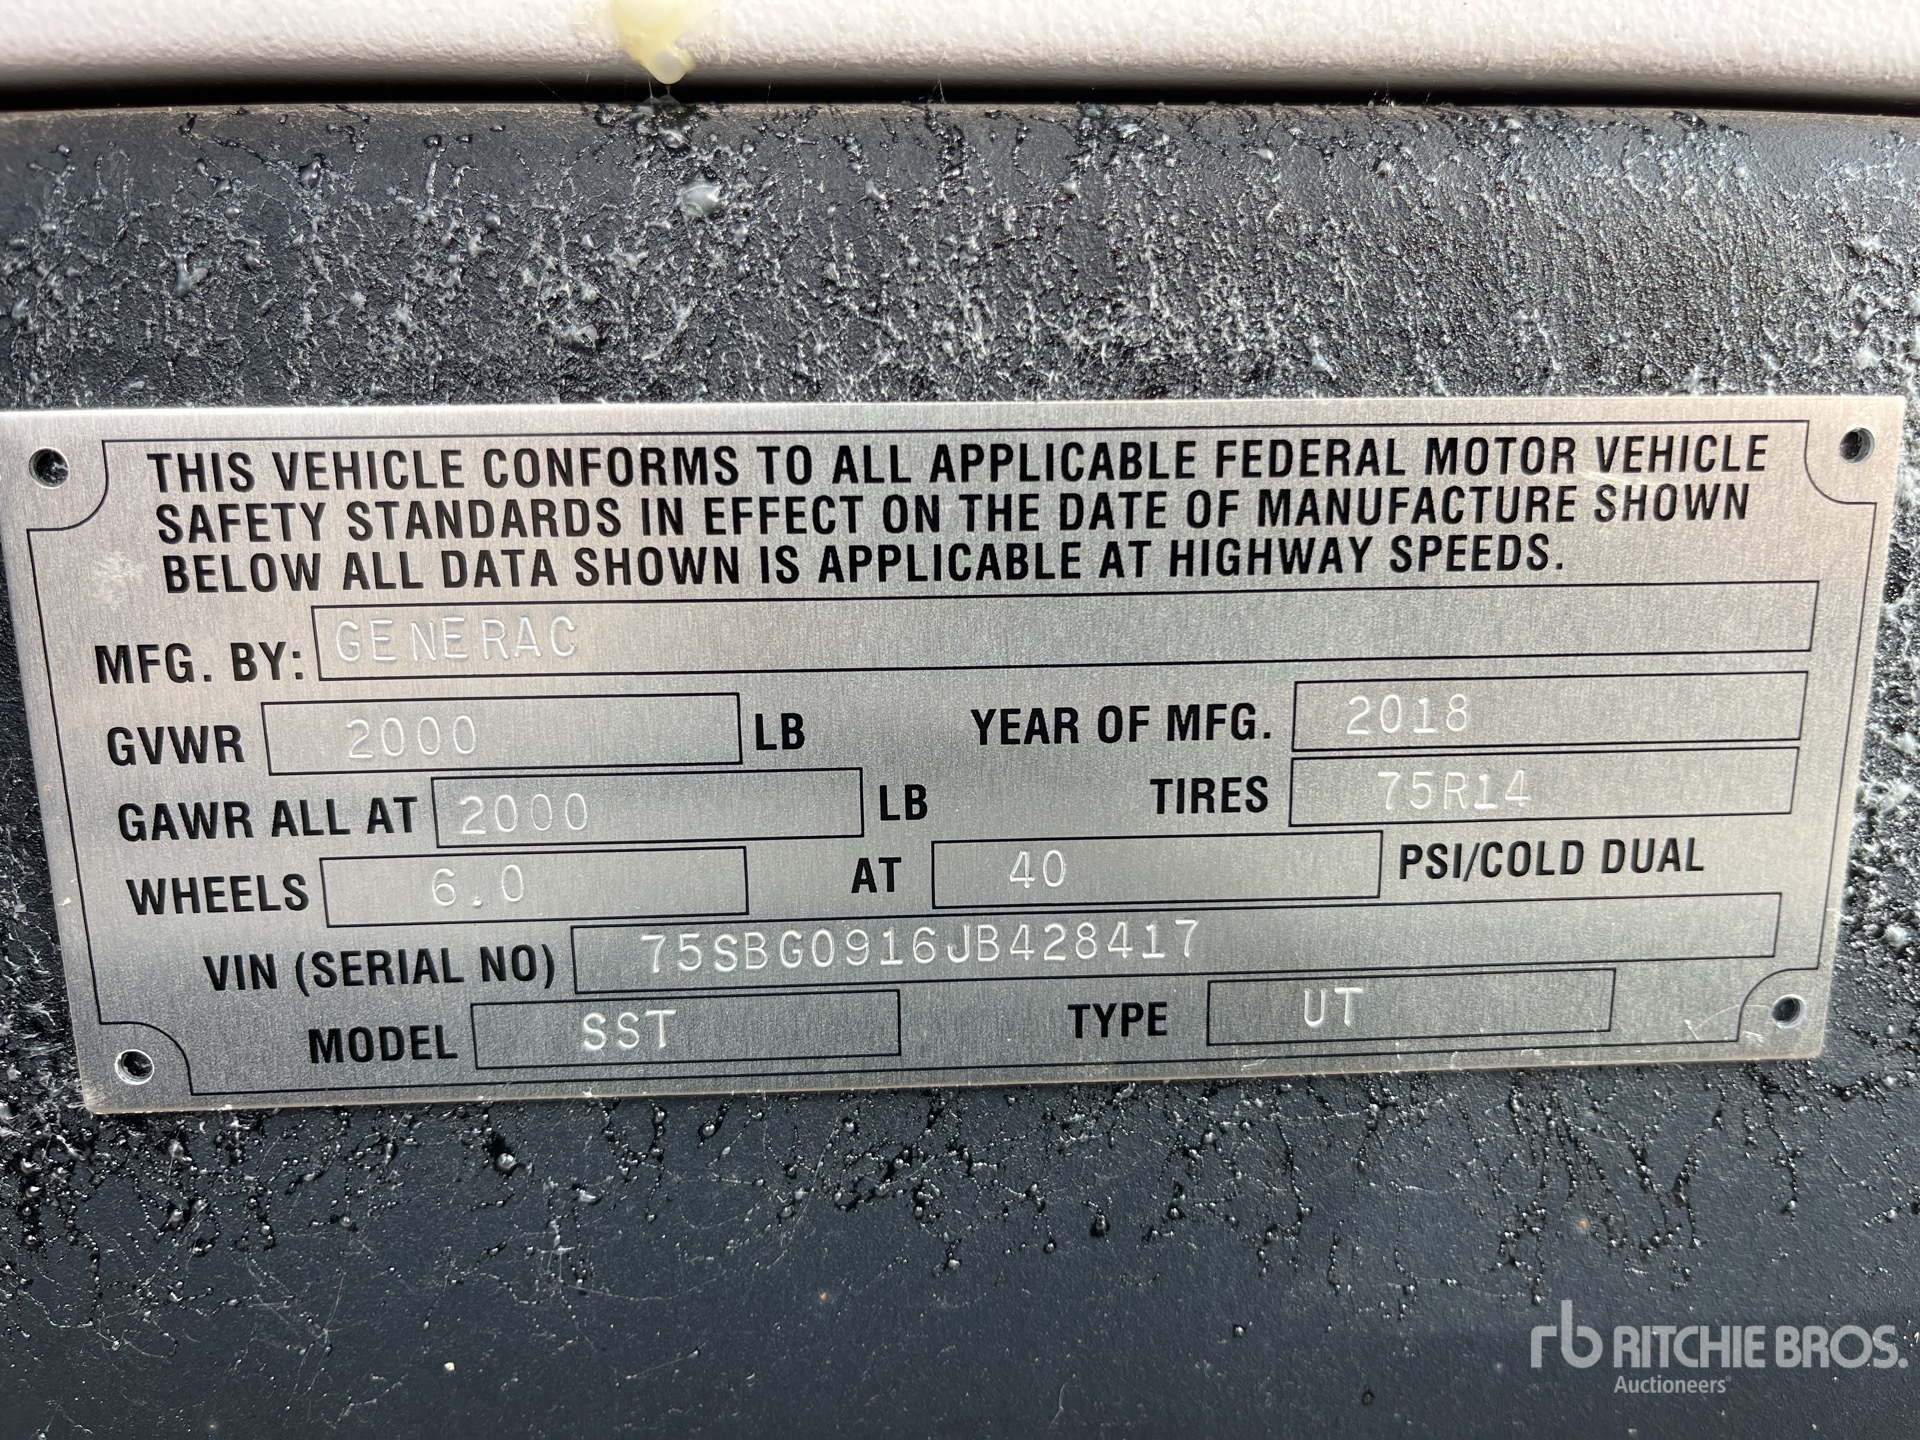 THIS VEHICLE CONFORMS TO ALL APPLICABLE FEDERAL MOTOR VEHICLE
SAFETY STANDARDS IN EFFECT ON THE DATE OF MANUFACTURE SHOWN
BELOW ALL DATA SHOWN IS APPLICABLE AT HIGHWAY SPEEDS.
MFG. BY: GENERAC
GVWR 2000 LB YEAR OF MFG. 2018
GAWR ALL AT 2000 LB TIRES 75R14
WHEELS 6.0 AT 40 PSI/COLD DUAL
VIN (SERIAL NO) 75SBG0916JB428417
MODEL SST TYPE UT
rb RITCHIE BROS.
Auctioneers